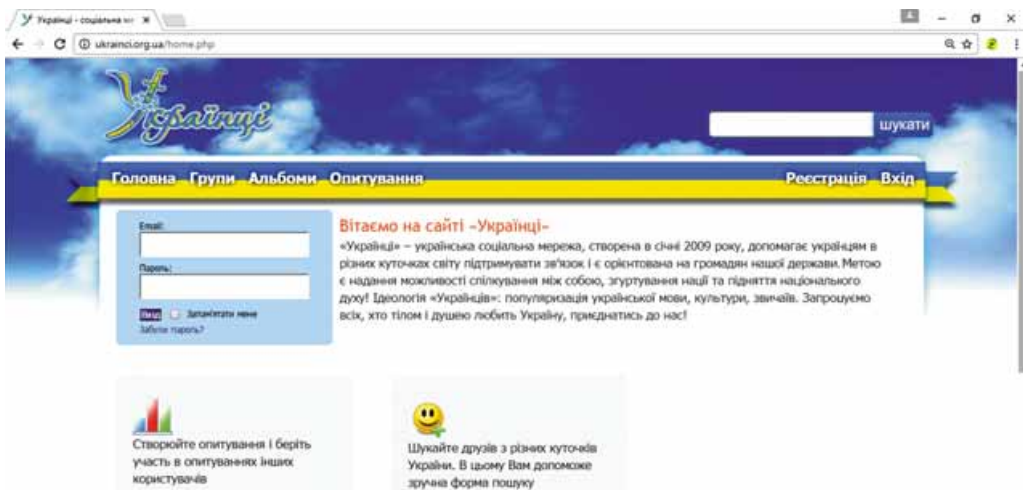 Українці - соціальна
ukrainci.org.ua/home.php
Українці
шукати
Головна Групи Альбоми Опитування
Реєстрація Вхід
Email:
Пароль:
Вхід Запам'ятати мене
Забули пароль?
Вітаємо на сайті «Українці»
«Українці» – українська соціальна мережа, створена в січні 2009 року, допомагає українцям в
різних куточках світу підтримувати зв'язок і є орієнтована на громадян нашої держави. Метою
є надання можливості спілкування між собою, згуртування нації та підняття національного
духу! Ідеологія «Українців»: популяризація української мови, культури, звичаїв. Запрошуємо
всіх, хто тілом і душею любить Україну, приєднатись до нас!
Створюйте опитування і беріть
участь в опитуваннях інших
користувачів
Шукайте друзів з різних куточків
України. В цьому Вам допоможе
зручна форма пошуку